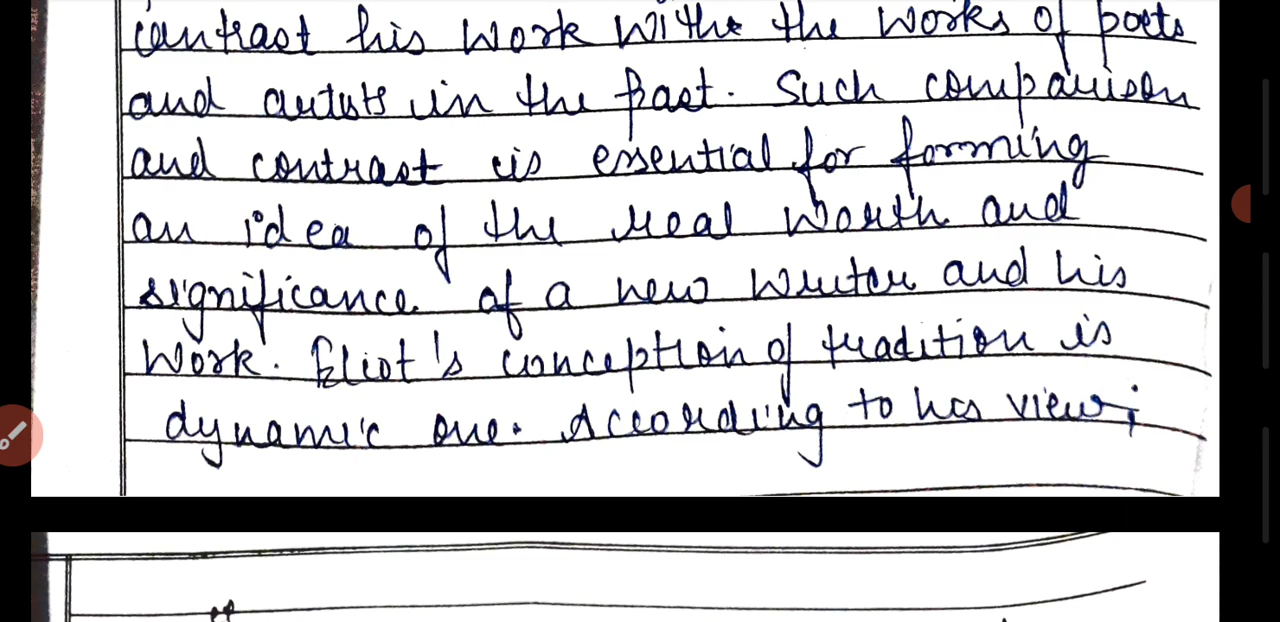 contrast his work with the works of poets
and artists in the past. Such comparison
and contrast is essential for forming
an idea of the real worth and
significance of a new writer and his
work. Eliot's conception of tradition is
dynamic one. According to his view;